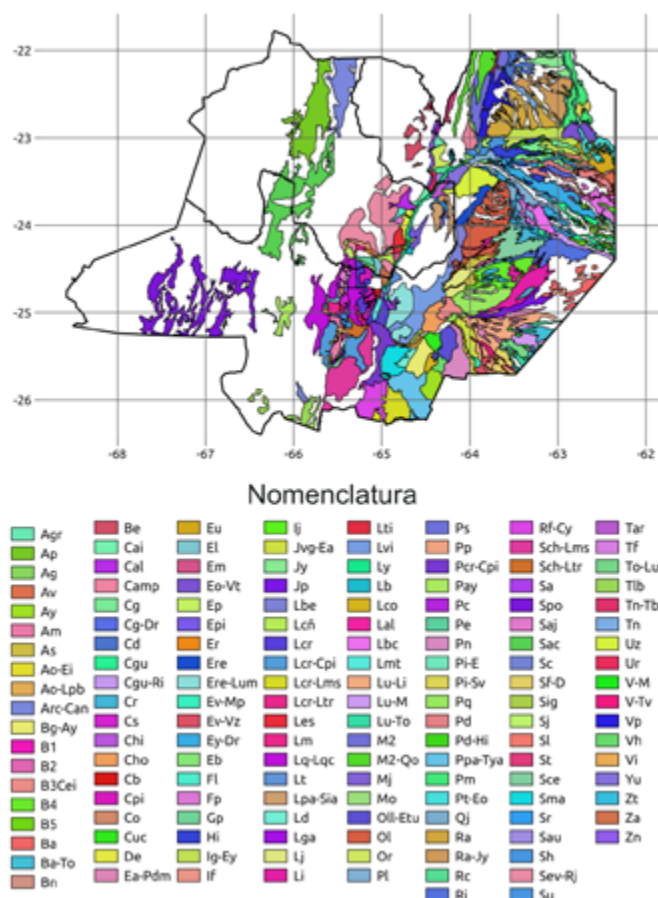 -22
-23
-24
-25
-26
-68
-67
-66
-65
-64
-63
-62
Nomenclatura
Agr
Ap
Ag
Av
Ay
Am
As
Ao-Ei
Ao-Lpb
Arc-Can
Bg-Ay
B1
B2
B3Cei
B4
B5
Ba
Ba-To
Bn
Be
Cai
Cal
Camp
Cg
Cg-Dr
Cd
Cgu
Cgu-Ri
Cr
Cs
Chi
Cho
Cb
Cpi
Co
Cuc
De
Ea-Pdm
Eu
El
Em
Eo-Vt
Ep
Epi
Er
Ere
Ere-Lum
Ev-Mp
Ev-Vz
Ey-Dr
Eb
Fl
Fp
Gp
Hi
Ig-Ey
If
Ij
Jvg-Ea
Jy
Jp
Lbe
Lcñ
Lcr
Lcr-Cpi
Lcr-Lms
Lcr-Ltr
Les
Lm
Lq-Lqc
Lt
Lpa-Sia
Ld
Lga
Lj
Li
Lti
Lvi
Ly
Lb
Lco
Lal
Lbc
Lmt
Lu-Li
Lu-M
Lu-To
M2
M2-Qo
Mj
Mo
Oll-Etu
Ol
Or
Pl
Ps
Pp
Pcr-Cpi
Pay
Pc
Pe
Pn
Pi-E
Pi-Sv
Pq
Pd
Pd-Hi
Ppa-Tya
Pm
Pt-Eo
Qj
Ra
Ra-Jy
Rc
Ri
Rf-Cy
Sch-Lms
Sch-Ltr
Sa
Spo
Saj
Sac
Sc
Sf-D
Sig
Sj
Sl
St
Sce
Sma
Sr
Sau
Sh
Sev-Rj
Su
Tar
Tf
To-Lu
Tlb
Tn-Tb
Tn
Uz
Ur
V-M
V-Tv
Vp
Vh
Vi
Yu
Zt
Za
Zn